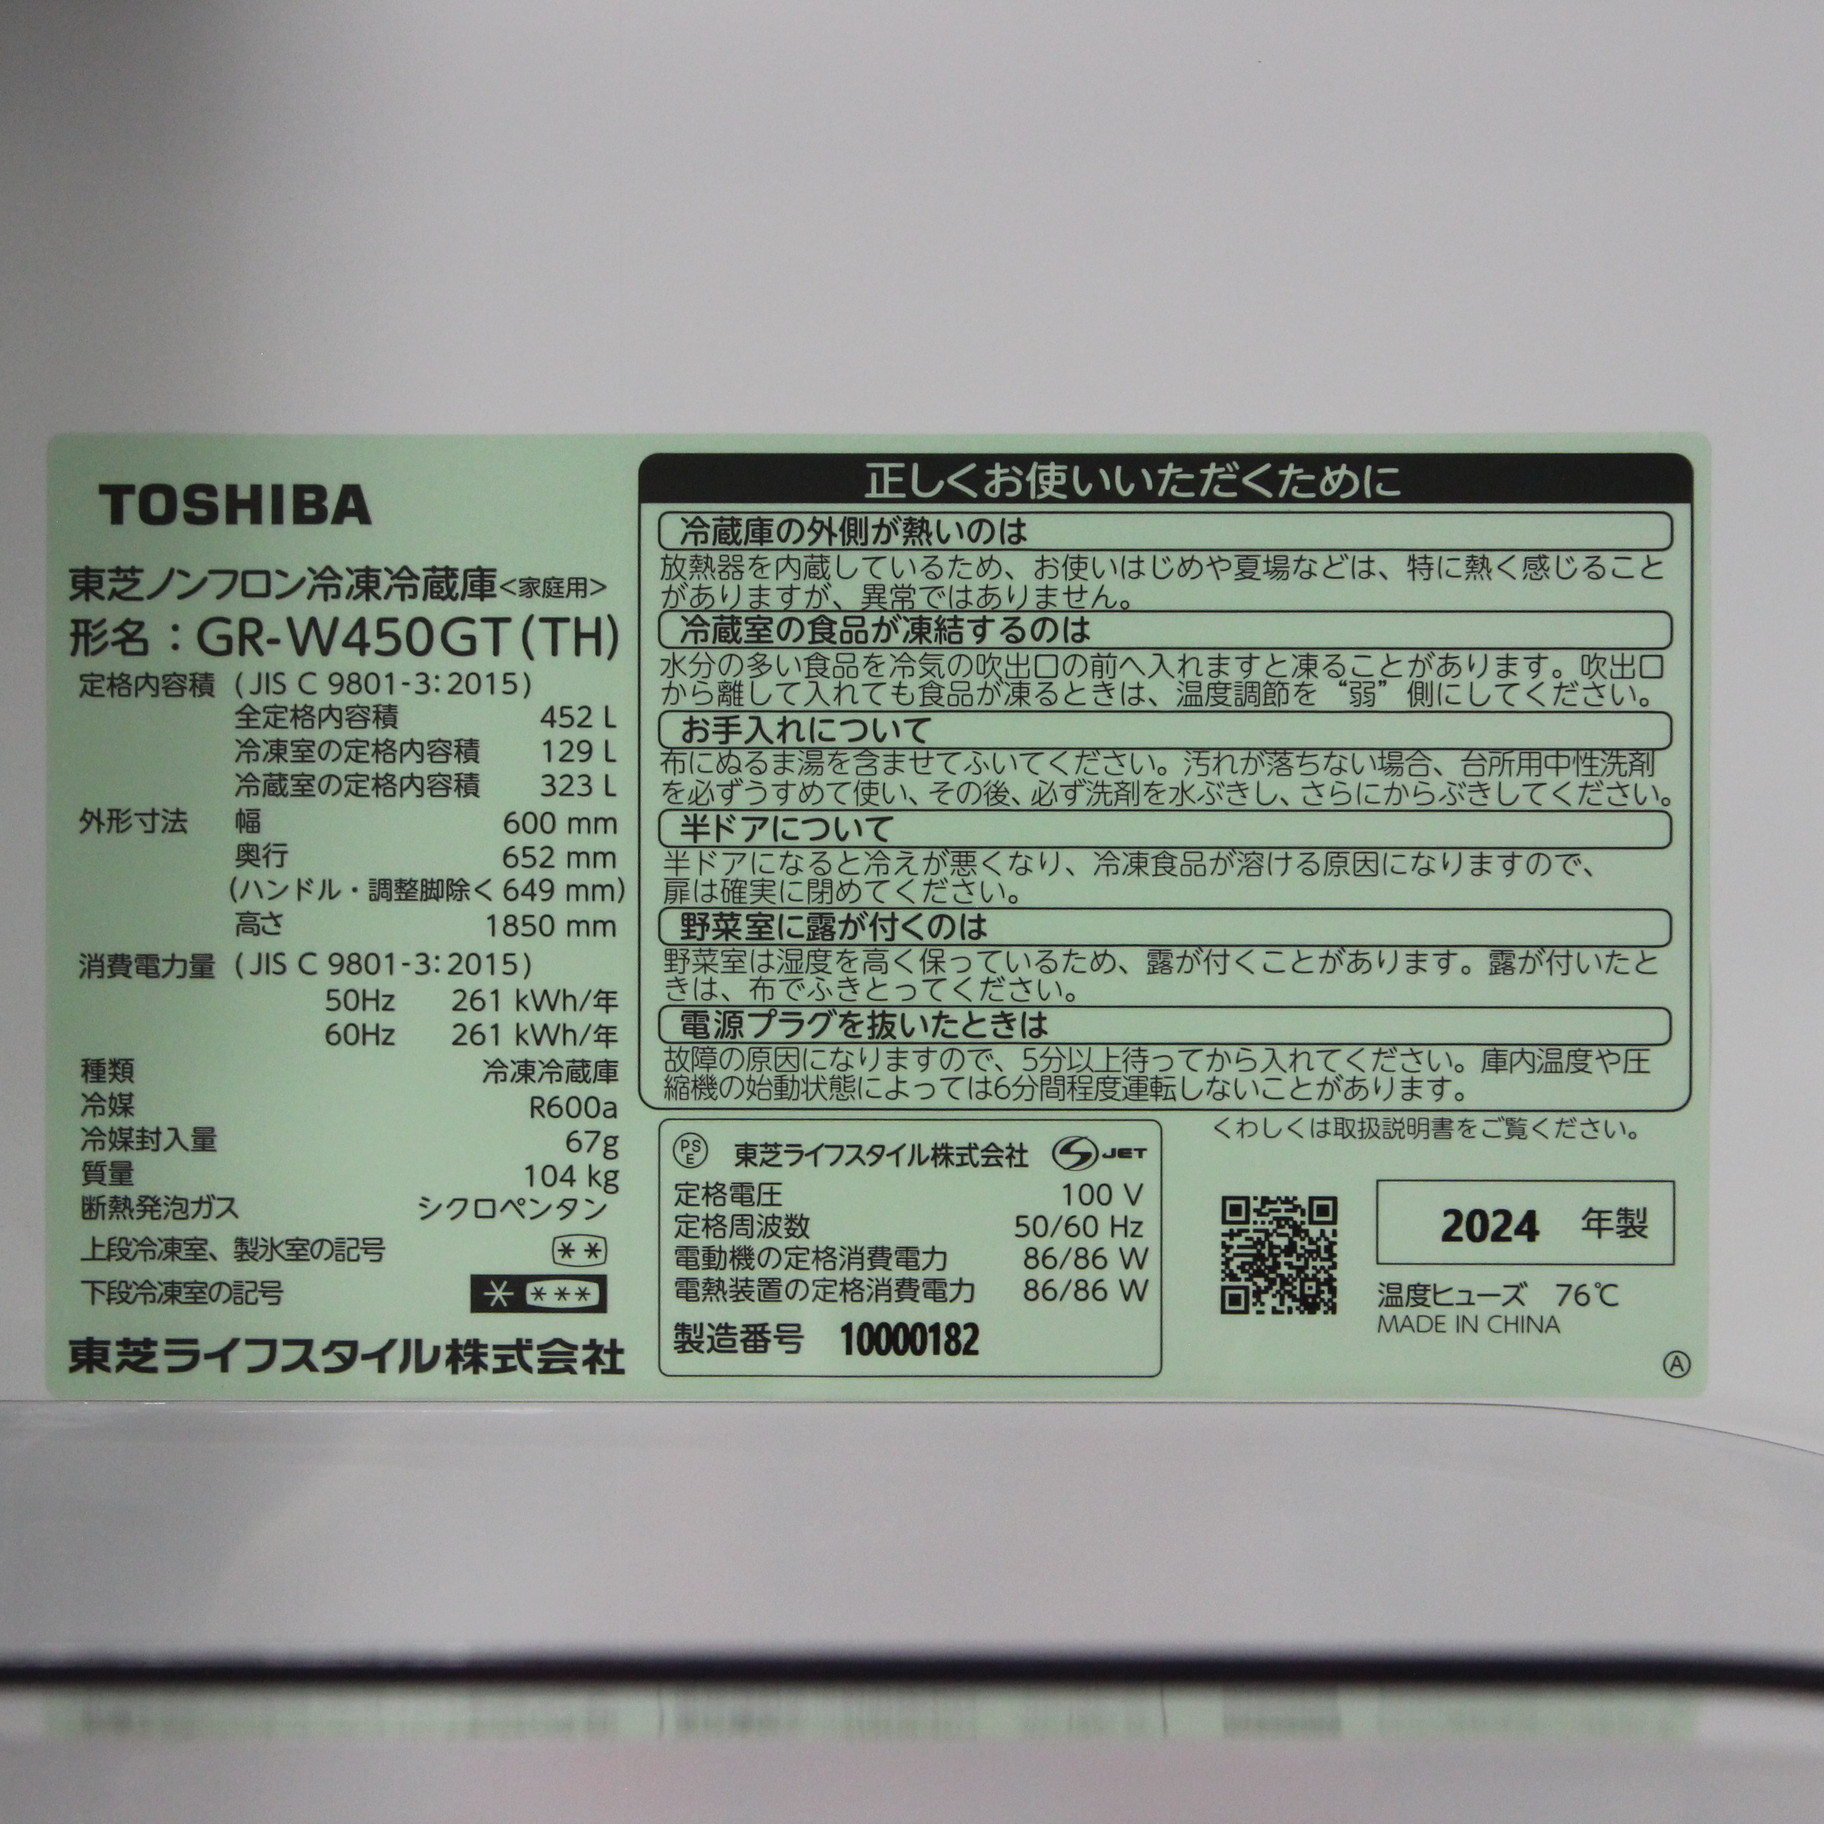 TOSHIBA
東芝ノンフロン冷凍冷蔵庫<家庭用>
形名：GR-W450GT(TH)
定格内容積 (JIS C 9801-3:2015)
全定格内容積 452 L
冷凍室の定格内容積 129 L
冷蔵室の定格内容積 323 L
外形寸法 幅 600 mm
奥行 652 mm
(ハンドル・調整脚除く649 mm)
高さ 1850 mm
消費電力量 (JIS C 9801-3:2015)
50Hz 261 kWh/年
60Hz 261 kWh/年
種類 冷凍冷蔵庫
冷媒 R600a
冷媒封入量 67g
質量 104 kg
断熱発泡ガス シクロペンタン
上段冷凍室、製氷室の記号 **
下段冷凍室の記号 * ***
東芝ライフスタイル株式会社
正しくお使いいただくために
冷蔵庫の外側が熱いのは
放熱器を内蔵しているため、お使いはじめや夏場などは、特に熱く感じること
がありますが、異常ではありません。
冷蔵室の食品が凍結するのは
水分の多い食品を冷気の吹出口の前へ入れますと凍ることがあります。吹出口
から離して入れても食品が凍るときは、温度調節を“弱”側にしてください。
お手入れについて
布にぬるま湯を含ませてふいてください。汚れが落ちない場合、台所用中性洗剤
を必ずうすめて使い、その後、必ず洗剤を水ぶきし、さらにからぶきしてください。
半ドアについて
半ドアになると冷えが悪くなり、冷凍食品が溶ける原因になりますので、
扉は確実に閉めてください。
野菜室に露が付くのは
野菜室は湿度を高く保っているため、露が付くことがあります。露が付いたと
きは、布でふきとってください。
電源プラグを抜いたときは
故障の原因になりますので、5分以上待ってから入れてください。庫内温度や圧
縮機の始動状態によっては6分間程度運転しないことがあります。
くわしくは取扱説明書をご覧ください。
PSE 東芝ライフスタイル株式会社 JET
定格電圧 100 V
定格周波数 50/60 Hz
電動機の定格消費電力 86/86 W
電熱装置の定格消費電力 86/86 W
製造番号 10000182
2024 年製
温度ヒューズ 76℃
MADE IN CHINA
Ⓐ